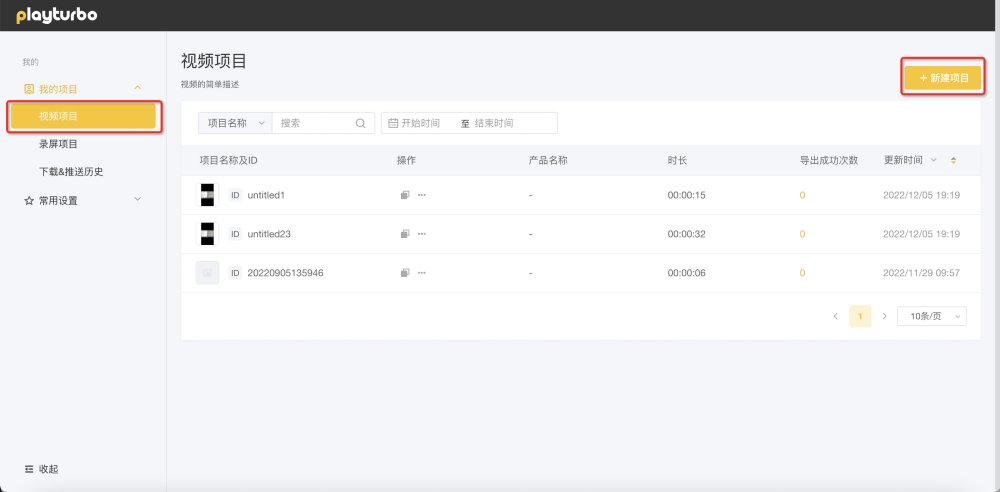 playturbo
我的
我的项目
视频项目
录屏项目
下载&推送历史
常用设置
收起
视频项目
视频的简单描述
+ 新建项目
项目名称 搜索 开始时间 至 结束时间
项目名称及ID 操作 产品名称 时长 导出成功次数 更新时间
ID untitled1 ··· - 00:00:15 0 2022/12/05 19:19
ID untitled23 ··· - 00:00:32 0 2022/12/05 19:19
ID 20220905135946 ··· - 00:00:06 0 2022/11/29 09:57
1 10条/页